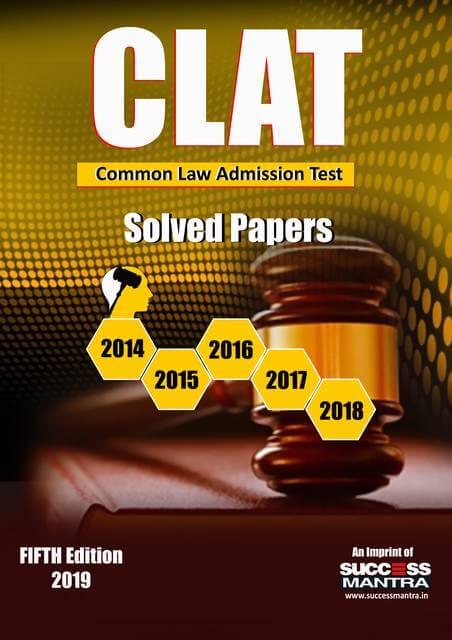 CLAT
Common Law Admission Test
Solved Papers
2014
2015
2016
2017
2018
FIFTH Edition
2019
An Imprint of
SUCCESS
MANTRA
www.successmantra.in